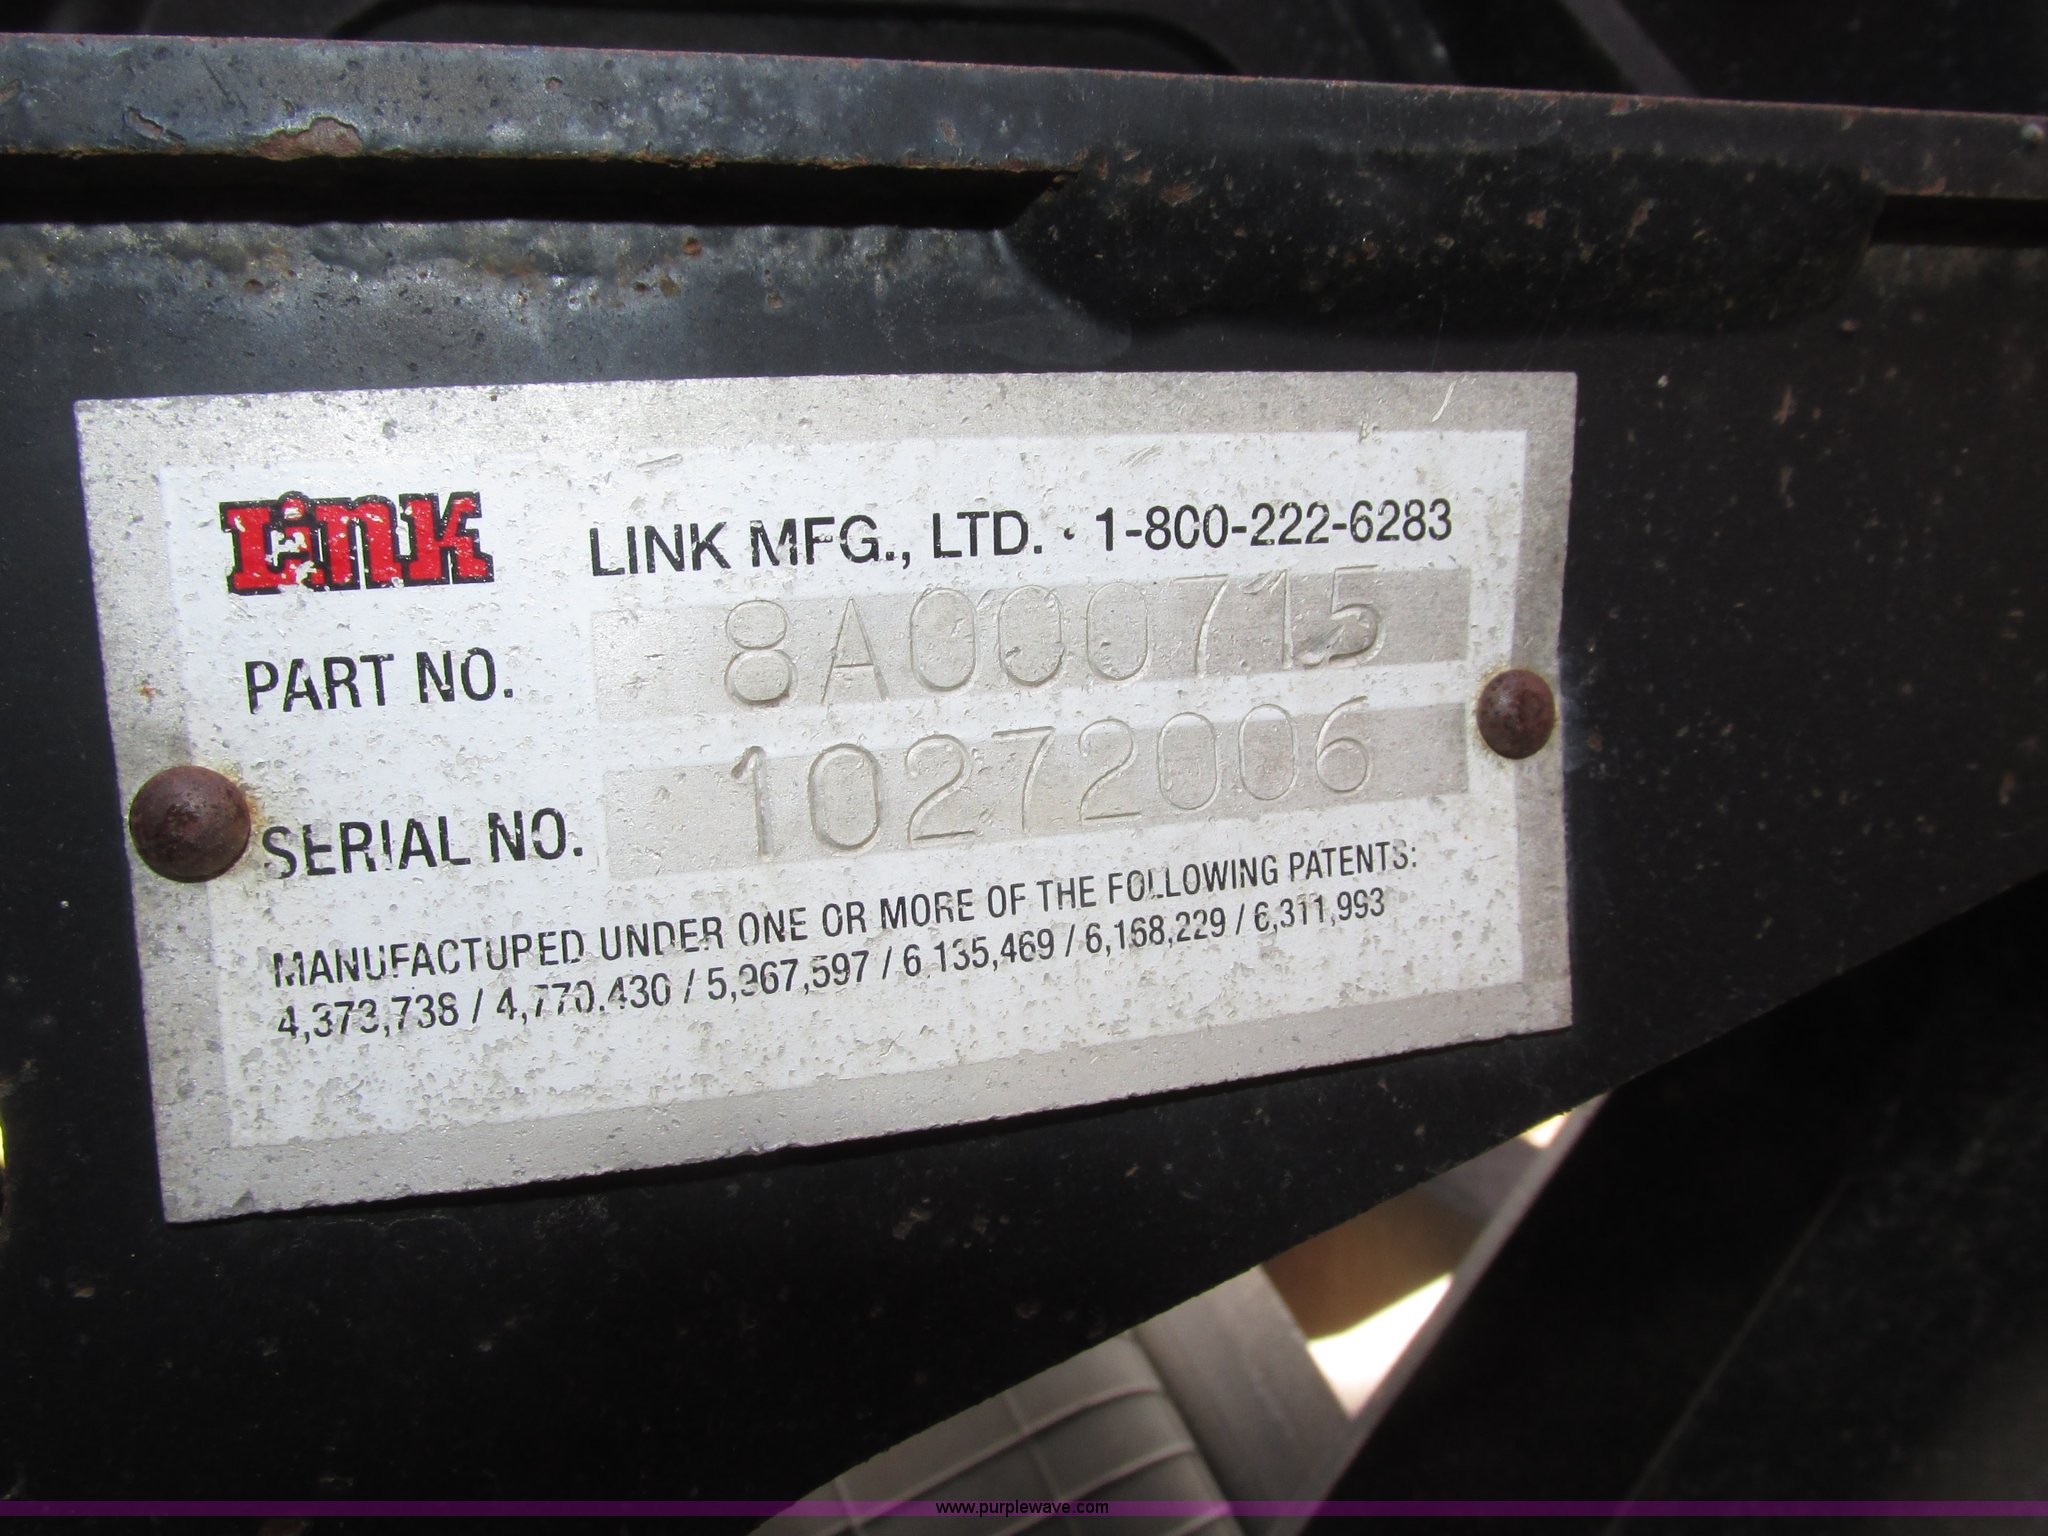 Link LINK MFG., LTD. · 1-800-222-6283
PART NO. 8A000715
SERIAL NO. 10272006
MANUFACTURED UNDER ONE OR MORE OF THE FOLLOWING PATENTS:
4,373,738 / 4,770,430 / 5,367,597 / 6,135,469 / 6,168,229 / 6,311,993
www.purplewave.com